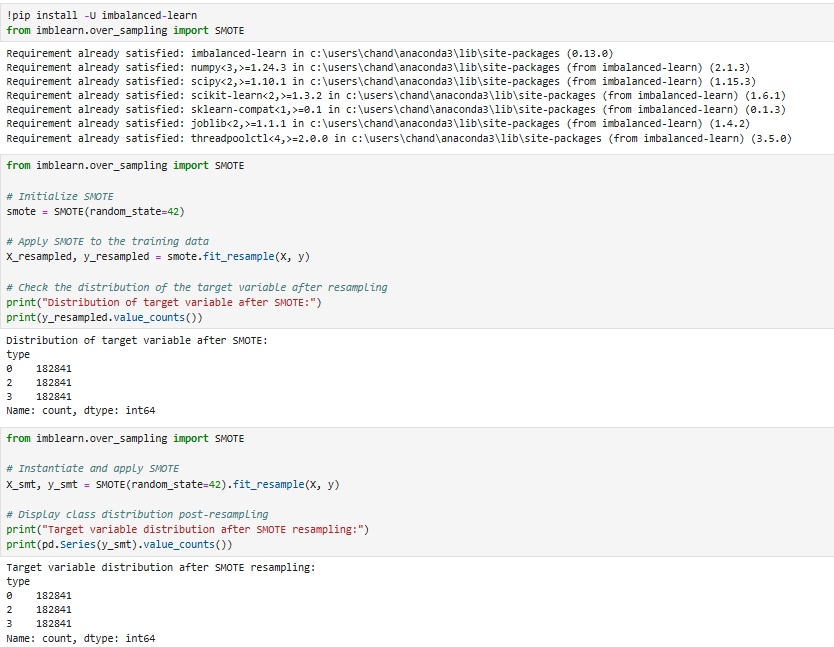 !pip install -U imbalanced-learn
from imblearn.over_sampling import SMOTE
Requirement already satisfied: imbalanced-learn in c:\users\chand\anaconda3\lib\site-packages (0.13.0)
Requirement already satisfied: numpy<3,>=1.24.3 in c:\users\chand\anaconda3\lib\site-packages (from imbalanced-learn) (2.1.3)
Requirement already satisfied: scipy<2,>=1.10.1 in c:\users\chand\anaconda3\lib\site-packages (from imbalanced-learn) (1.15.3)
Requirement already satisfied: scikit-learn<2,>=1.3.2 in c:\users\chand\anaconda3\lib\site-packages (from imbalanced-learn) (1.6.1)
Requirement already satisfied: sklearn-compat<1,>=0.1 in c:\users\chand\anaconda3\lib\site-packages (from imbalanced-learn) (0.1.3)
Requirement already satisfied: joblib<2,>=1.1.1 in c:\users\chand\anaconda3\lib\site-packages (from imbalanced-learn) (1.4.2)
Requirement already satisfied: threadpoolctl<4,>=2.0.0 in c:\users\chand\anaconda3\lib\site-packages (from imbalanced-learn) (3.5.0)
from imblearn.over_sampling import SMOTE
# Initialize SMOTE
smote = SMOTE(random_state=42)
# Apply SMOTE to the training data
X_resampled, y_resampled = smote.fit_resample(X, y)
# Check the distribution of the target variable after resampling
print("Distribution of target variable after SMOTE:")
print(y_resampled.value_counts())
Distribution of target variable after SMOTE:
type
0    182841
2    182841
3    182841
Name: count, dtype: int64
from imblearn.over_sampling import SMOTE
# Instantiate and apply SMOTE
X_smt, y_smt = SMOTE(random_state=42).fit_resample(X, y)
# Display class distribution post-resampling
print("Target variable distribution after SMOTE resampling:")
print(pd.Series(y_smt).value_counts())
Target variable distribution after SMOTE resampling:
type
0    182841
2    182841
3    182841
Name: count, dtype: int64